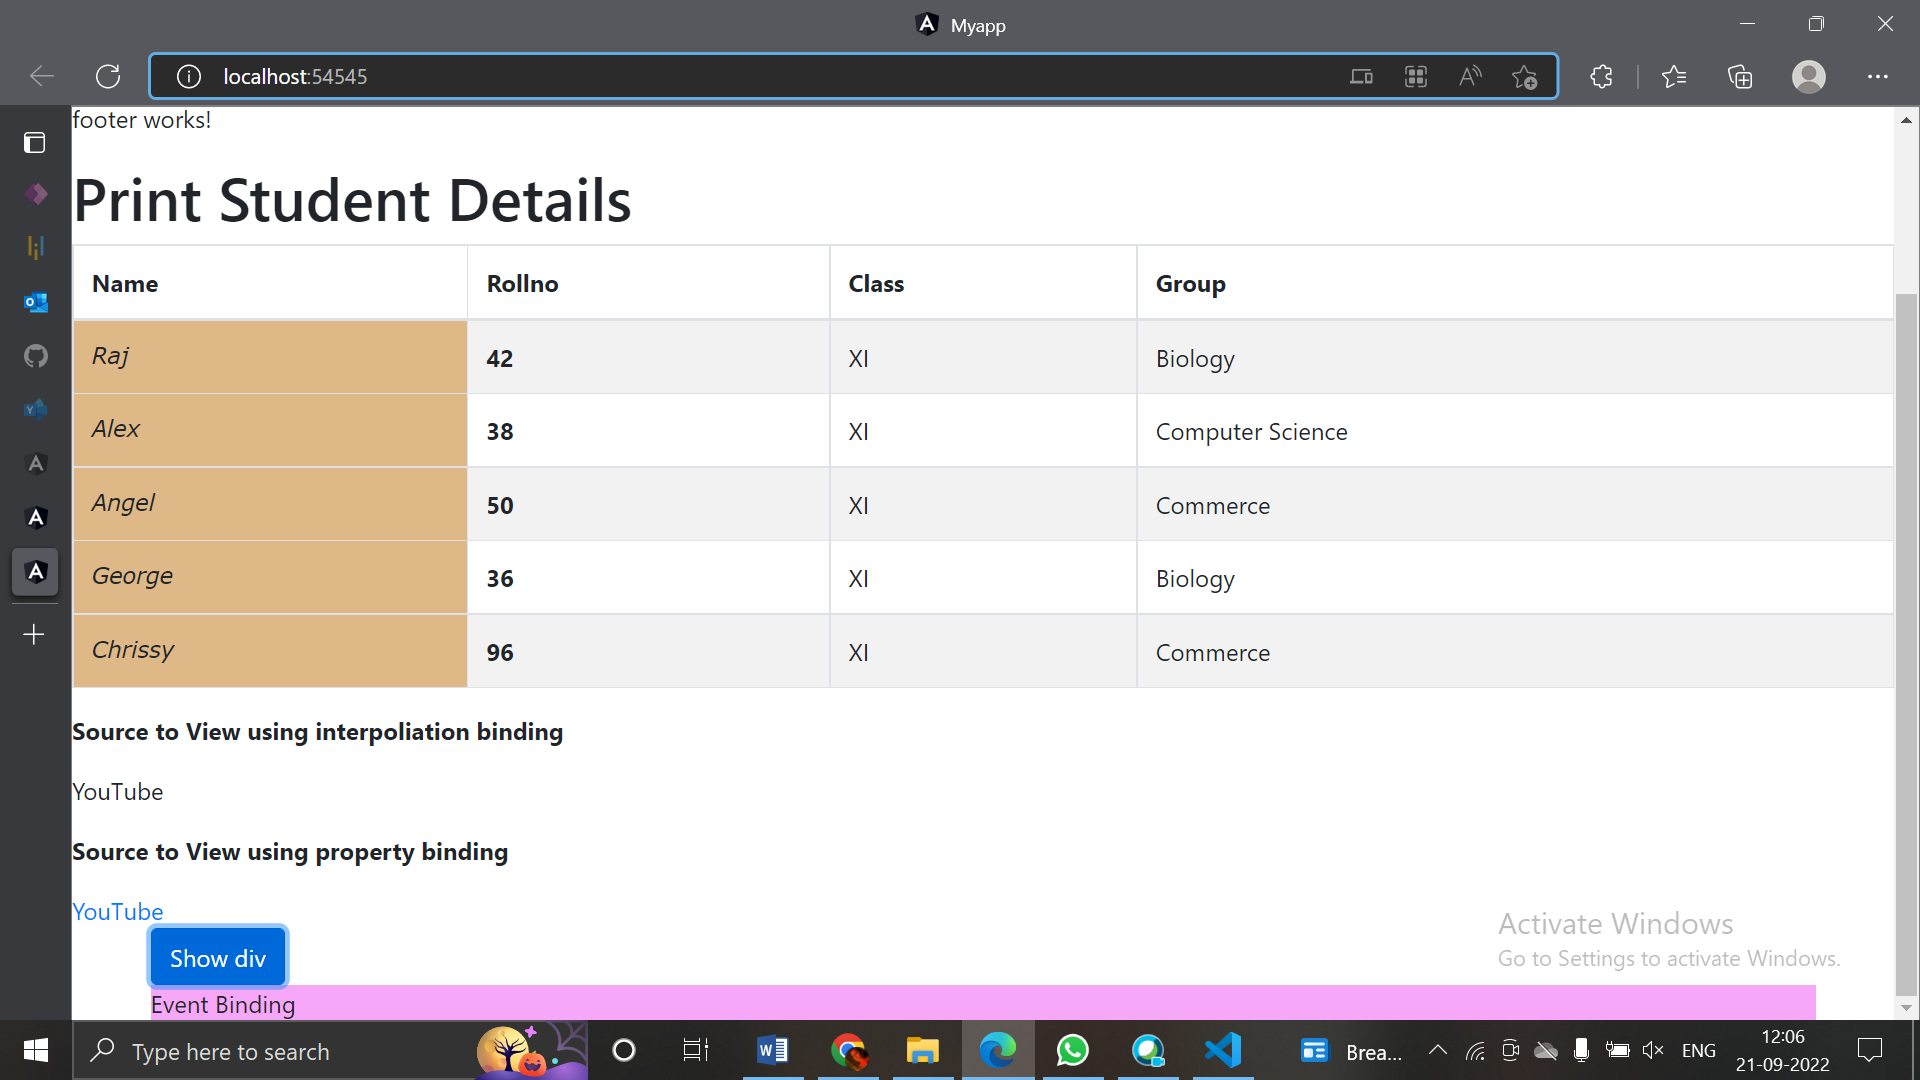 Myapp
localhost:54545
footer works!
Print Student Details
Name Rollno Class Group
Raj 42 XI Biology
Alex 38 XI Computer Science
Angel 50 XI Commerce
George 36 XI Biology
Chrissy 96 XI Commerce
Source to View using interpoliation binding
YouTube
Source to View using property binding
YouTube
Show div
Event Binding
Activate Windows
Go to Settings to activate Windows.
Type here to search
Brea...
ENG
12:06
21-09-2022